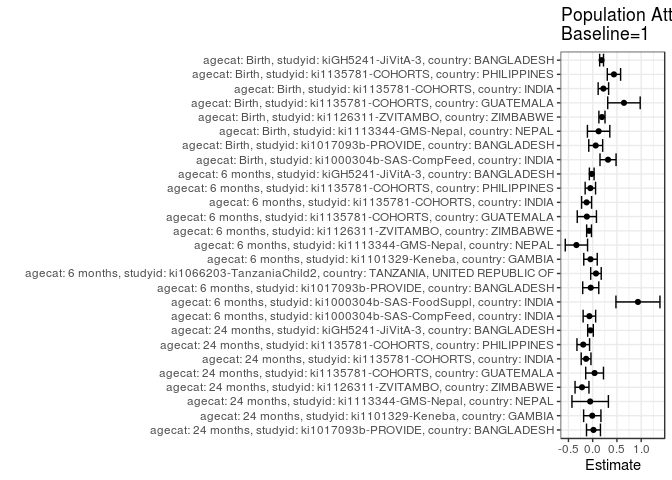 Population Att
Baseline=1
agecat: Birth, studyid: kiGH5241-JiVitA-3, country: BANGLADESH
agecat: Birth, studyid: ki1135781-COHORTS, country: PHILIPPINES
agecat: Birth, studyid: ki1135781-COHORTS, country: INDIA
agecat: Birth, studyid: ki1135781-COHORTS, country: GUATEMALA
agecat: Birth, studyid: ki1126311-ZVITAMBO, country: ZIMBABWE
agecat: Birth, studyid: ki1113344-GMS-Nepal, country: NEPAL
agecat: Birth, studyid: ki1017093b-PROVIDE, country: BANGLADESH
agecat: Birth, studyid: ki1000304b-SAS-CompFeed, country: INDIA
agecat: 6 months, studyid: kiGH5241-JiVitA-3, country: BANGLADESH
agecat: 6 months, studyid: ki1135781-COHORTS, country: PHILIPPINES
agecat: 6 months, studyid: ki1135781-COHORTS, country: INDIA
agecat: 6 months, studyid: ki1135781-COHORTS, country: GUATEMALA
agecat: 6 months, studyid: ki1126311-ZVITAMBO, country: ZIMBABWE
agecat: 6 months, studyid: ki1113344-GMS-Nepal, country: NEPAL
agecat: 6 months, studyid: ki1101329-Keneba, country: GAMBIA
agecat: 6 months, studyid: ki1066203-TanzaniaChild2, country: TANZANIA, UNITED REPUBLIC OF
agecat: 6 months, studyid: ki1017093b-PROVIDE, country: BANGLADESH
agecat: 6 months, studyid: ki1000304b-SAS-FoodSuppl, country: INDIA
agecat: 6 months, studyid: ki1000304b-SAS-CompFeed, country: INDIA
agecat: 24 months, studyid: kiGH5241-JiVitA-3, country: BANGLADESH
agecat: 24 months, studyid: ki1135781-COHORTS, country: PHILIPPINES
agecat: 24 months, studyid: ki1135781-COHORTS, country: INDIA
agecat: 24 months, studyid: ki1135781-COHORTS, country: GUATEMALA
agecat: 24 months, studyid: ki1126311-ZVITAMBO, country: ZIMBABWE
agecat: 24 months, studyid: ki1113344-GMS-Nepal, country: NEPAL
agecat: 24 months, studyid: ki1101329-Keneba, country: GAMBIA
agecat: 24 months, studyid: ki1017093b-PROVIDE, country: BANGLADESH
-0.5 0.0 0.5 1.0
Estimate